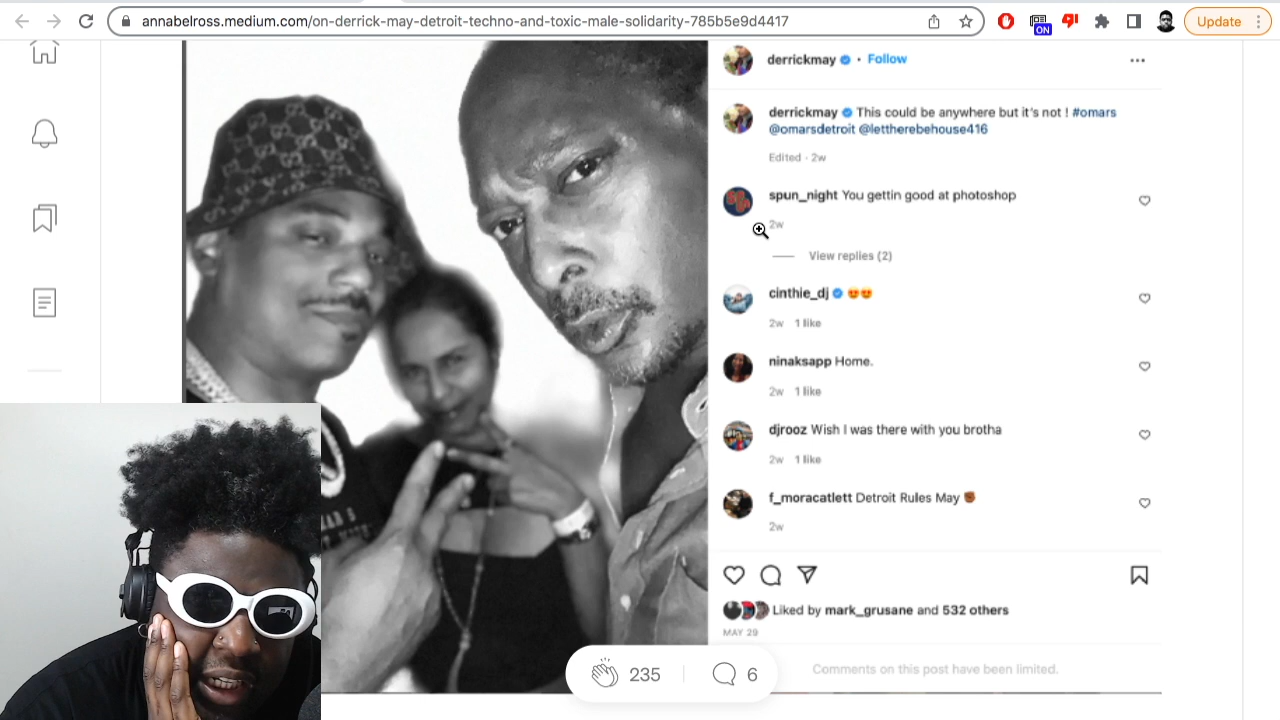 annabelross.medium.com/on-derrick-may-detroit-techno-and-toxic-male-solidarity-785b5e9d4417
ON
Update
derrickmay • Follow
derrickmay This could be anywhere but it's not ! #omars
@omarsdetroit @lettherebehouse416
Edited · 2w
spun_night You gettin good at photoshop
2w
View replies (2)
cinthie_dj 😍😍
2w 1 like
ninaksapp Home.
2w 1 like
djrooz Wish I was there with you brotha
2w 1 like
f_moracatlett Detroit Rules May ✊🏾
2w
Liked by mark_grusane and 532 others
MAY 29
235
6
Comments on this post have been limited.